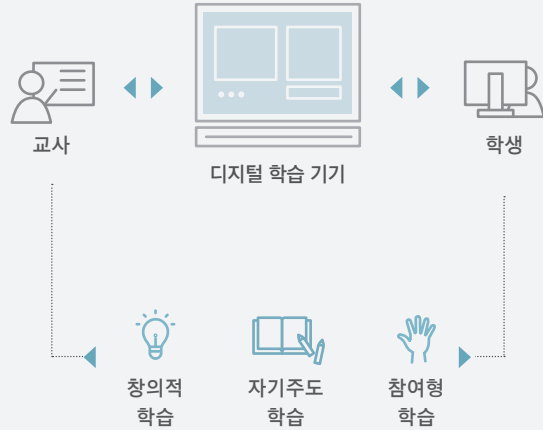 교사
학생
디지털 학습 기기
창의적
학습
자기주도
학습
참여형
학습